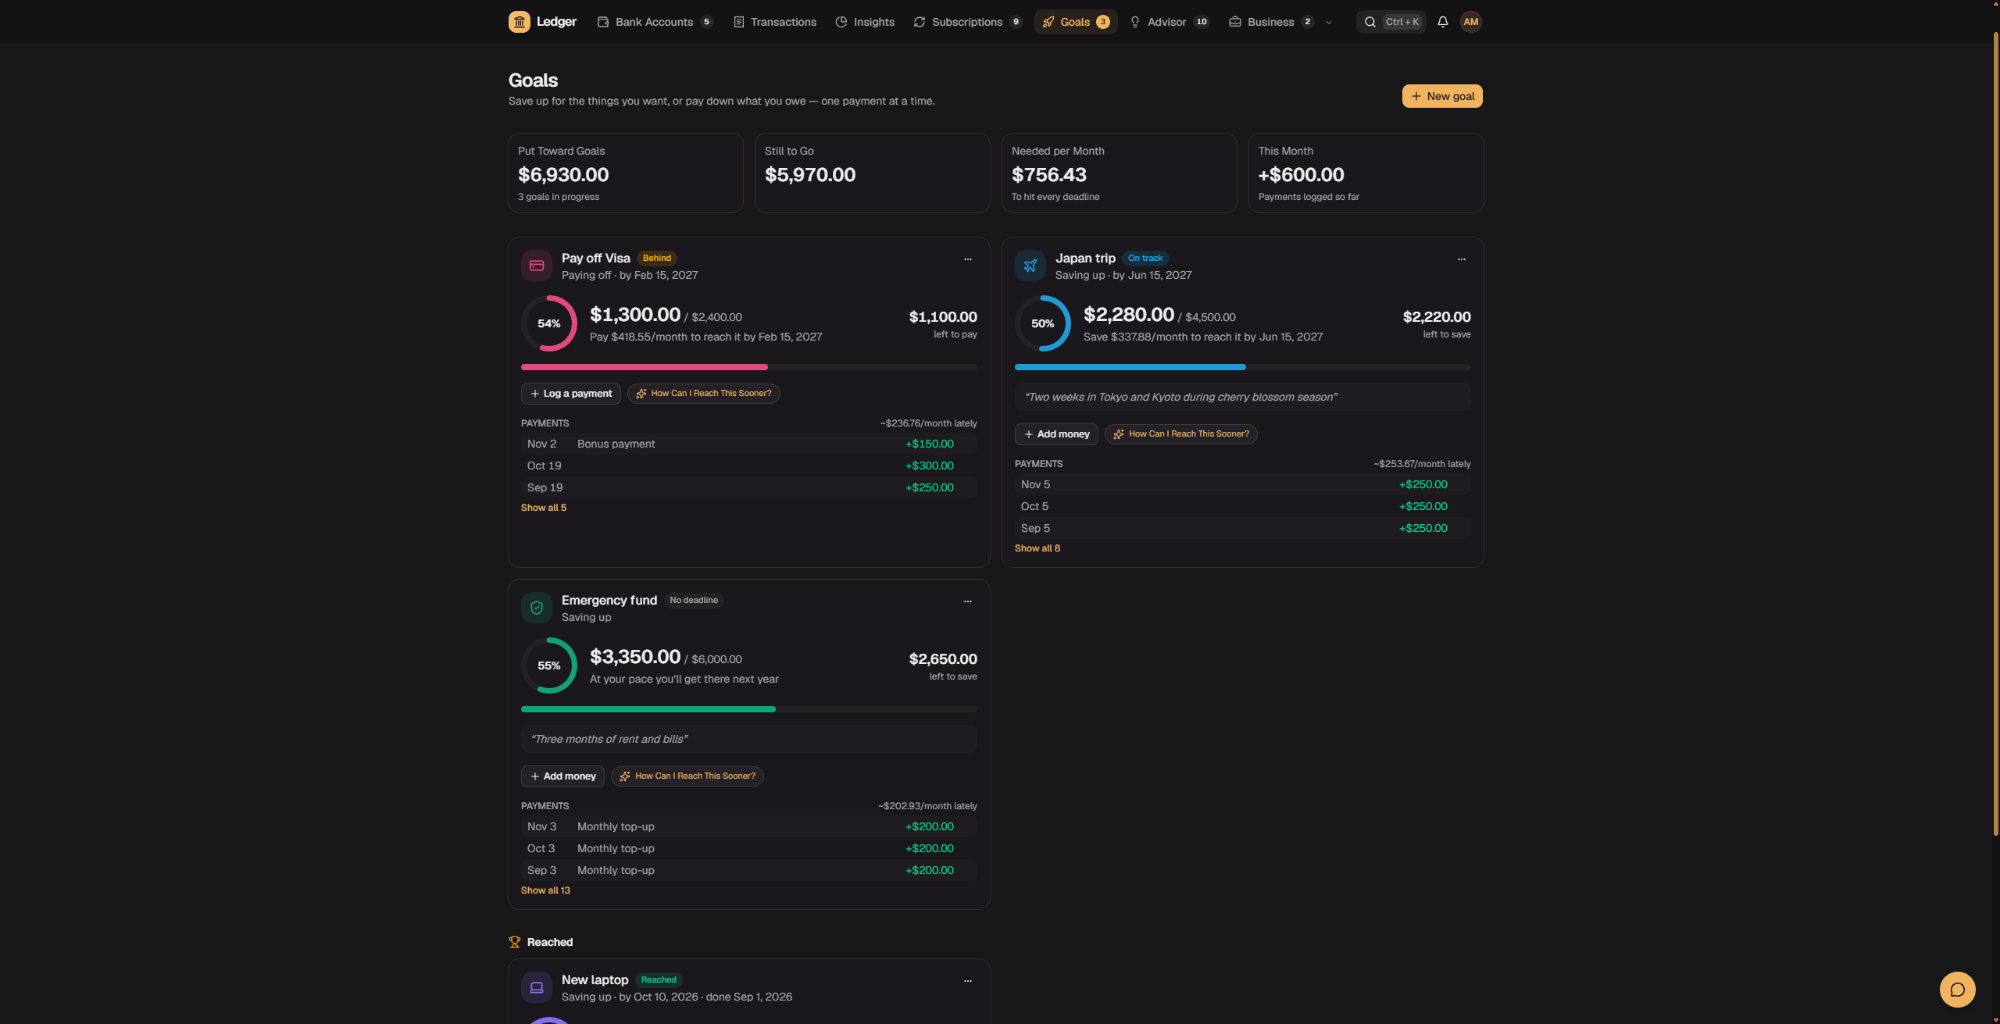 Ledger
Bank Accounts 5
Transactions
Insights
Subscriptions 9
Goals 3
Advisor 10
Business 2
Ctrl + K
AM
Goals
Save up for the things you want, or pay down what you owe — one payment at a time.
+ New goal
Put Toward Goals
$6,930.00
3 goals in progress
Still to Go
$5,970.00
Needed per Month
$756.43
To hit every deadline
This Month
+$600.00
Payments logged so far
Pay off Visa Behind
Paying off · by Feb 15, 2027
54%
$1,300.00 / $2,400.00
Pay $418.55/month to reach it by Feb 15, 2027
$1,100.00
left to pay
+ Log a payment
How Can I Reach This Sooner?
PAYMENTS ~$236.76/month lately
Nov 2 Bonus payment +$150.00
Oct 19 +$300.00
Sep 19 +$250.00
Show all 5
Japan trip On track
Saving up · by Jun 15, 2027
50%
$2,280.00 / $4,500.00
Save $337.88/month to reach it by Jun 15, 2027
$2,220.00
left to save
“Two weeks in Tokyo and Kyoto during cherry blossom season”
+ Add money
How Can I Reach This Sooner?
PAYMENTS ~$253.67/month lately
Nov 5 +$250.00
Oct 5 +$250.00
Sep 5 +$250.00
Show all 8
Emergency fund No deadline
Saving up
55%
$3,350.00 / $6,000.00
At your pace you'll get there next year
$2,650.00
left to save
“Three months of rent and bills”
+ Add money
How Can I Reach This Sooner?
PAYMENTS ~$202.93/month lately
Nov 3 Monthly top-up +$200.00
Oct 3 Monthly top-up +$200.00
Sep 3 Monthly top-up +$200.00
Show all 13
Reached
New laptop Reached
Saving up · by Oct 10, 2026 · done Sep 1, 2026